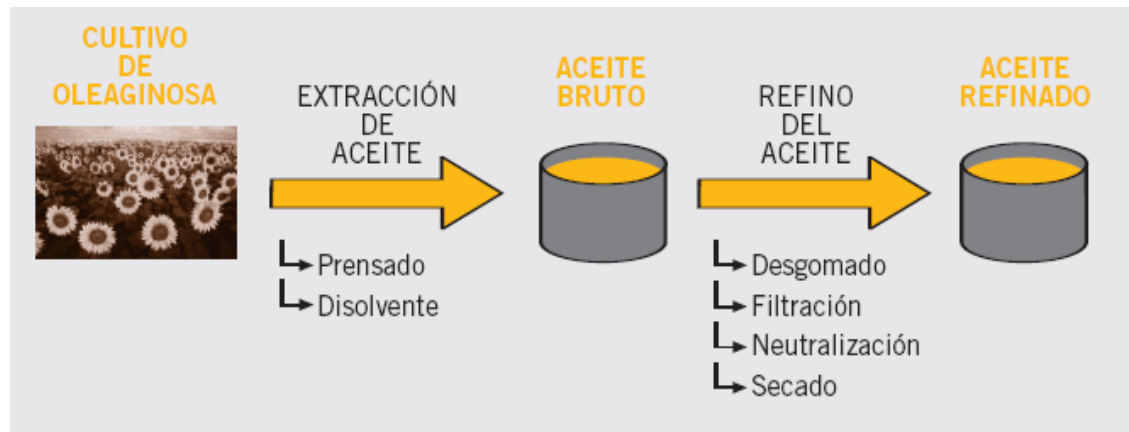 CULTIVO
DE
OLEAGINOSA
EXTRACCIÓN
DE
ACEITE
Prensado
Disolvente
ACEITE
BRUTO
REFINO
DEL
ACEITE
Desgomado
Filtración
Neutralización
Secado
ACEITE
REFINADO